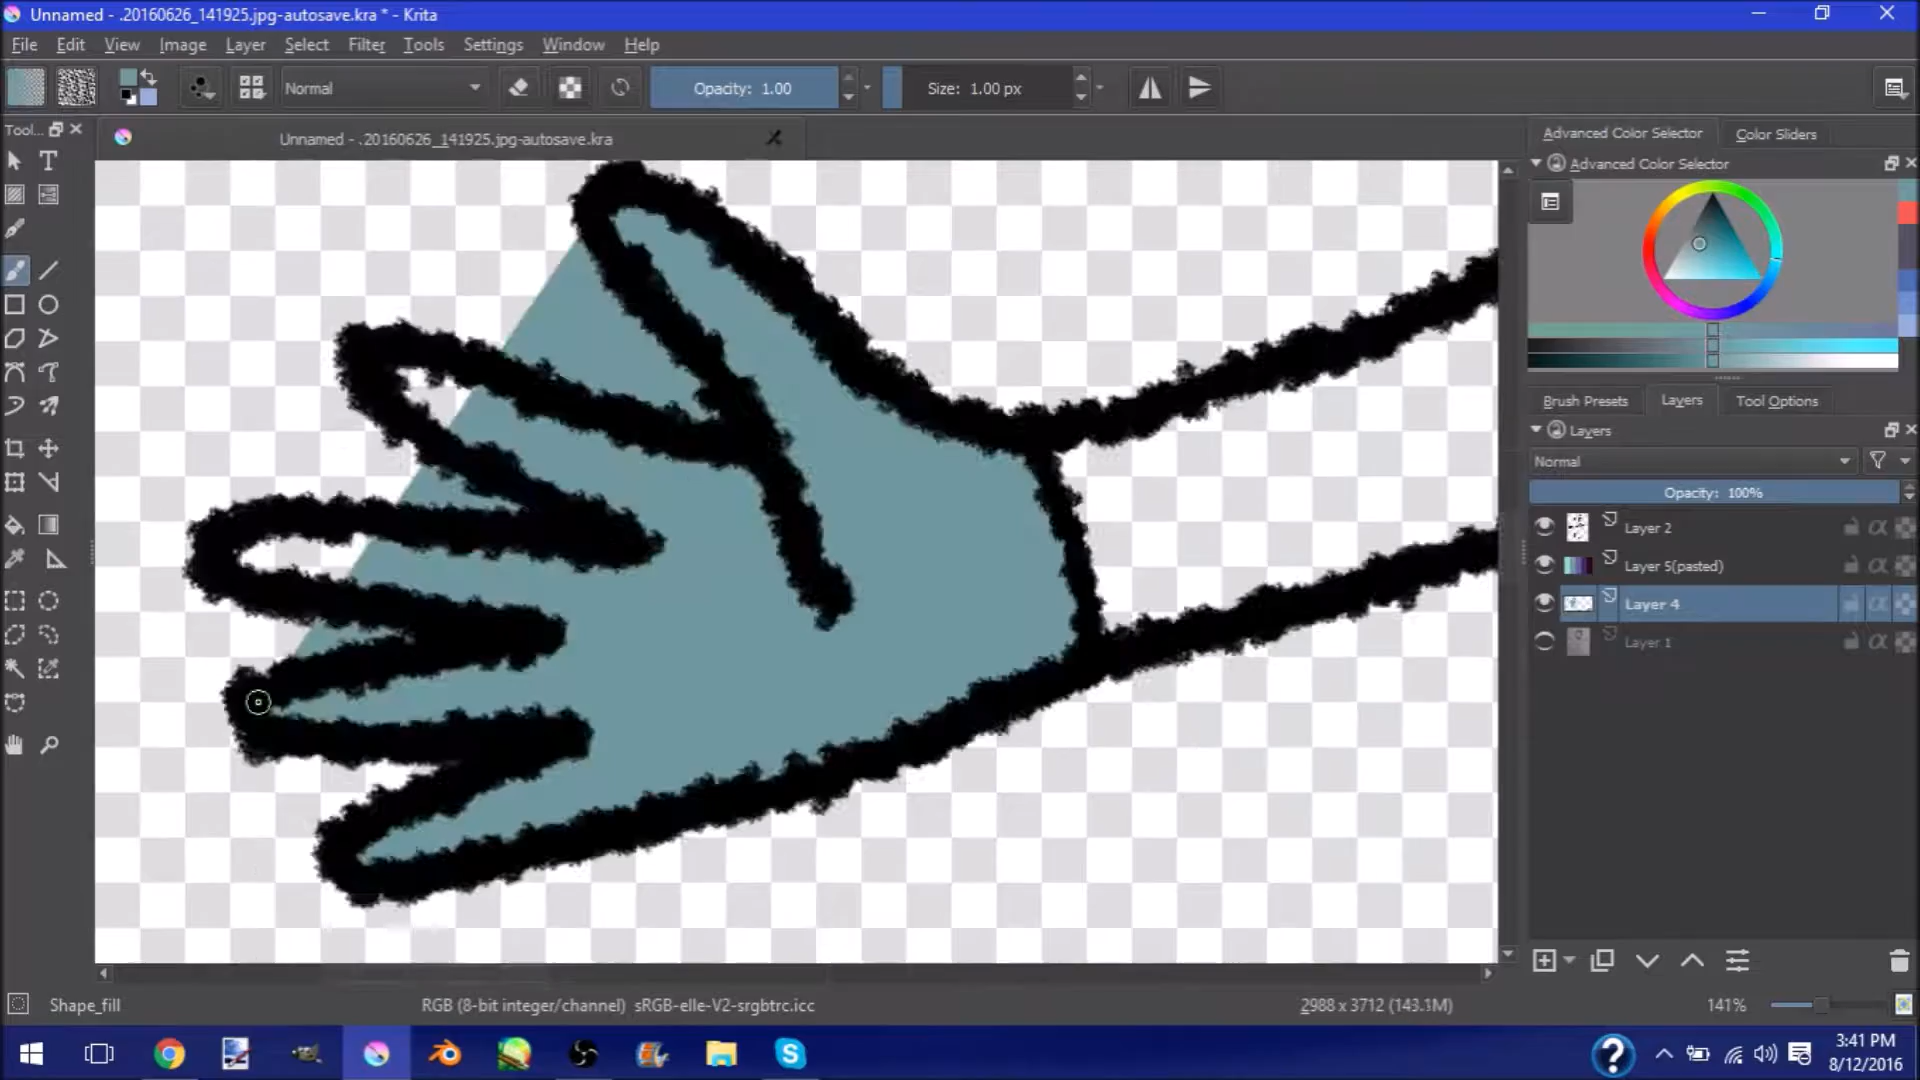 Unnamed - .20160626_141925.jpg-autosave.kra * - Krita
File Edit View Image Layer Select Filter Tools Settings Window Help
Normal Opacity: 1.00 Size: 1.00 px
Tool...
Unnamed - .20160626_141925.jpg-autosave.kra
Advanced Color Selector Color Sliders
Advanced Color Selector
Brush Presets Layers Tool Options
Layers
Normal
Opacity: 100%
Layer 2
Layer 5(pasted)
Layer 4
Layer 1
Shape_fill RGB (8-bit integer/channel) sRGB-elle-V2-srgbtrc.icc 2988 x 3712 (143.1M) 141%
3:41 PM
8/12/2016